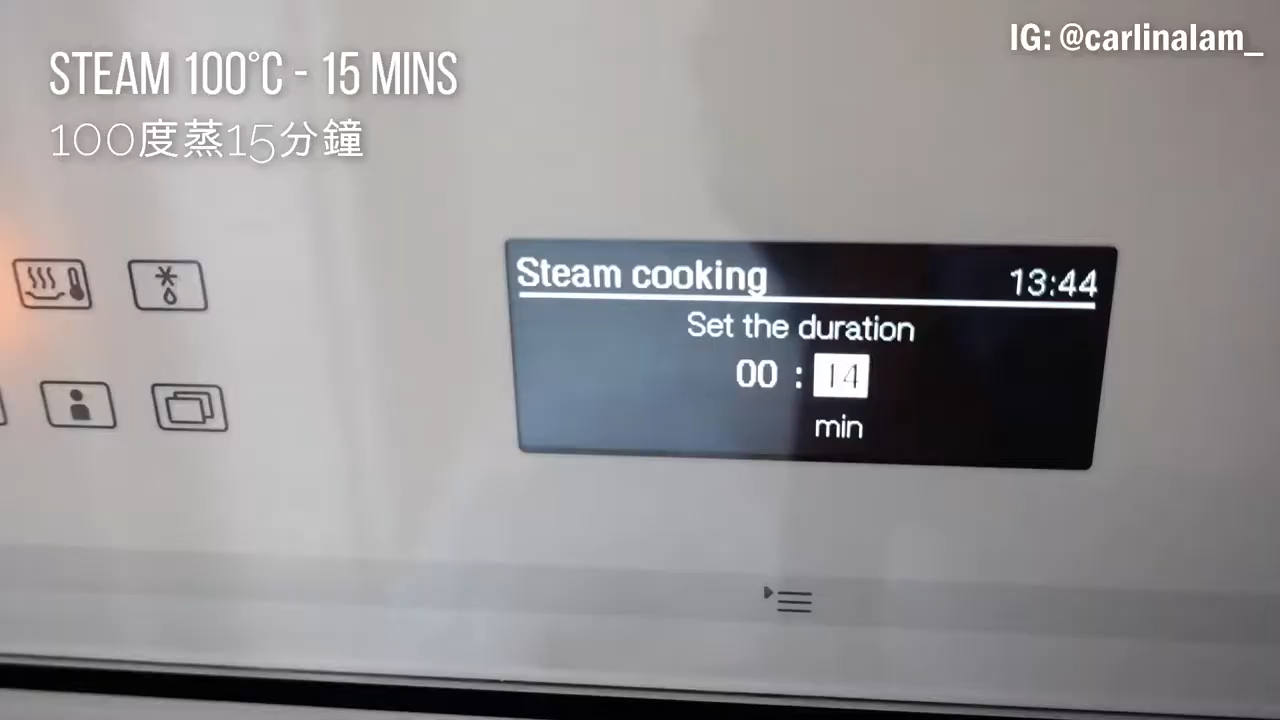 STEAM 100°C - 15 MINS
100度蒸15分鐘
IG: @carlinalam_
Steam cooking 13:44
Set the duration
00 : 14
min